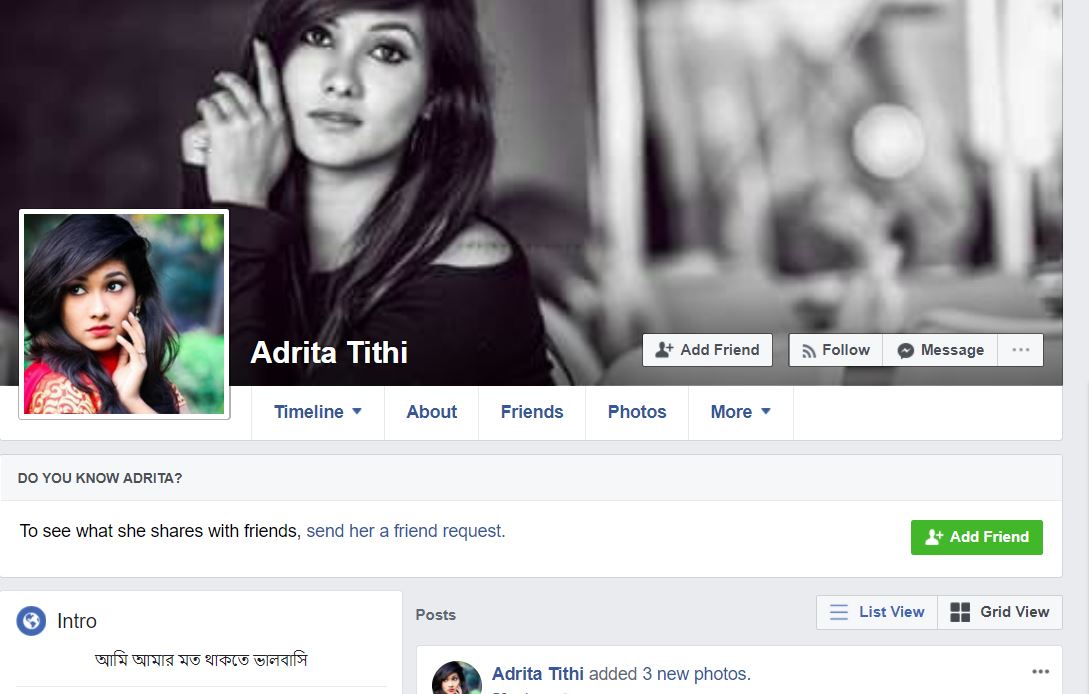 Adrita Tithi
Add Friend
Follow
Message
Timeline
About
Friends
Photos
More
DO YOU KNOW ADRITA?
To see what she shares with friends, send her a friend request.
Add Friend
Intro
আমি আমার মত থাকতে ভালবাসি
Posts
List View
Grid View
Adrita Tithi added 3 new photos.